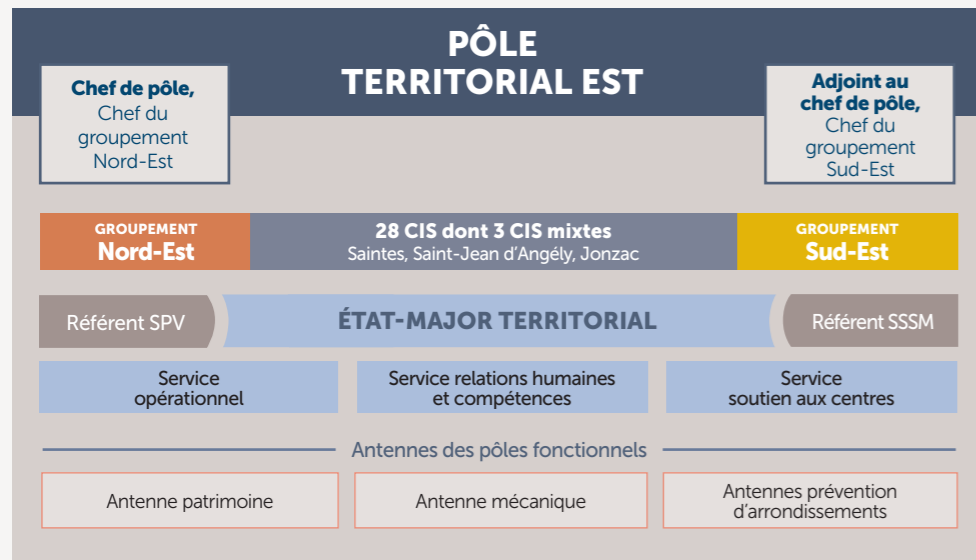 PÔLE
TERRITORIAL EST
Chef de pôle,
Chef du
groupement
Nord-Est
Adjoint au
chef de pôle,
Chef du
groupement
Sud-Est
GROUPEMENT
Nord-Est
28 CIS dont 3 CIS mixtes
Saintes, Saint-Jean d’Angély, Jonzac
GROUPEMENT
Sud-Est
Référent SPV
ÉTAT-MAJOR TERRITORIAL
Référent SSSM
Service
opérationnel
Service relations humaines
et compétences
Service
soutien aux centres
Antennes des pôles fonctionnels
Antenne patrimoine
Antenne mécanique
Antennes prévention
d’arrondissements